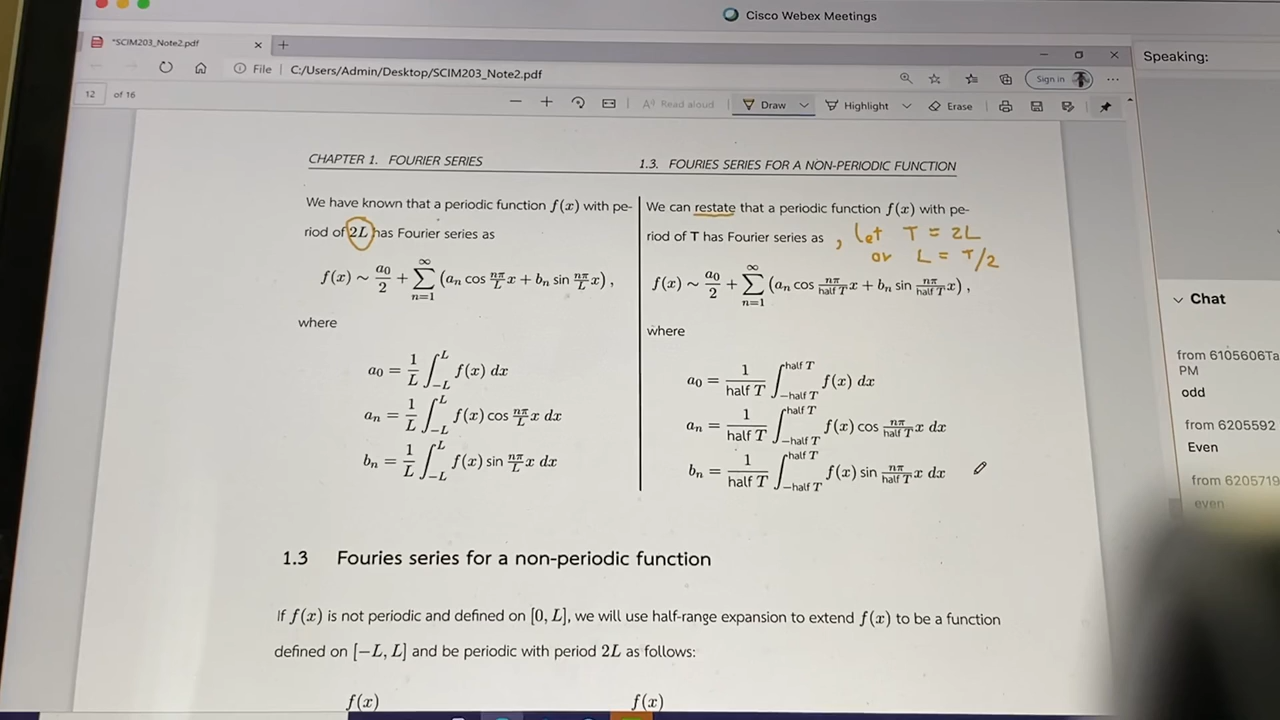 Cisco Webex Meetings
*SCIM203_Note2.pdf
File | C:/Users/Admin/Desktop/SCIM203_Note2.pdf
Sign in
Speaking:
12 of 16
Read aloud
Draw
Highlight
Erase
CHAPTER 1. FOURIER SERIES
1.3. FOURIES SERIES FOR A NON-PERIODIC FUNCTION
We have known that a periodic function f(x) with pe-
riod of 2L has Fourier series as
f(x) ~ a0/2 + ∑_{n=1}^{∞} (an cos nπ/L x + bn sin nπ/L x),
where
a0 = 1/L ∫_{-L}^{L} f(x) dx
an = 1/L ∫_{-L}^{L} f(x) cos nπ/L x dx
bn = 1/L ∫_{-L}^{L} f(x) sin nπ/L x dx
We can restate that a periodic function f(x) with pe-
riod of T has Fourier series as , let T = 2L
or L = T/2
f(x) ~ a0/2 + ∑_{n=1}^{∞} (an cos nπ/half T x + bn sin nπ/half T x),
where
a0 = 1/half T ∫_{-half T}^{half T} f(x) dx
an = 1/half T ∫_{-half T}^{half T} f(x) cos nπ/half T x dx
bn = 1/half T ∫_{-half T}^{half T} f(x) sin nπ/half T x dx
1.3 Fouries series for a non-periodic function
If f(x) is not periodic and defined on [0, L], we will use half-range expansion to extend f(x) to be a function
defined on [-L, L] and be periodic with period 2L as follows:
f(x)
f(x)
Chat
from 6105606Ta
PM
odd
from 6205592
Even
from 6205719
even